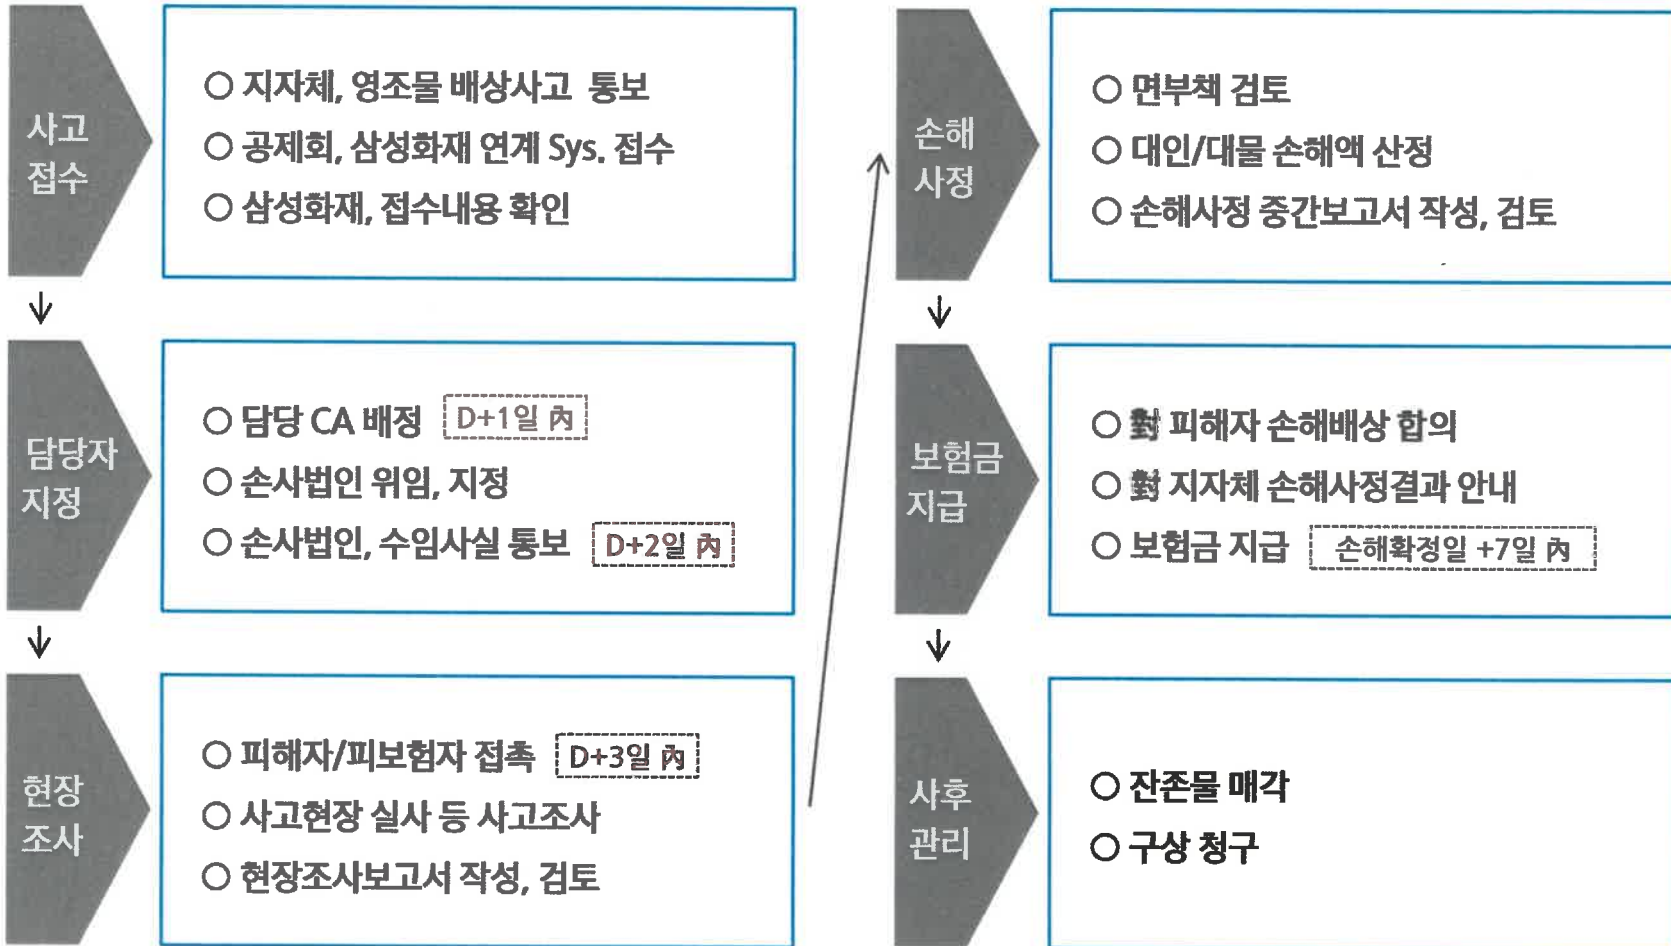 사고
접수
○ 지자체, 영조물 배상사고 통보
○ 공제회, 삼성화재 연계 Sys. 접수
○ 삼성화재, 접수내용 확인
담당자
지정
○ 담당 CA 배정 D+1일 內
○ 손사법인 위임, 지정
○ 손사법인, 수임사실 통보 D+2일 內
현장
조사
○ 피해자/피보험자 접촉 D+3일 內
○ 사고현장 실사 등 사고조사
○ 현장조사보고서 작성, 검토
손해
사정
○ 면부책 검토
○ 대인/대물 손해액 산정
○ 손해사정 중간보고서 작성, 검토
보험금
지급
○ 對 피해자 손해배상 합의
○ 對 지자체 손해사정결과 안내
○ 보험금 지급 손해확정일 +7일 內
사후
관리
○ 잔존물 매각
○ 구상 청구